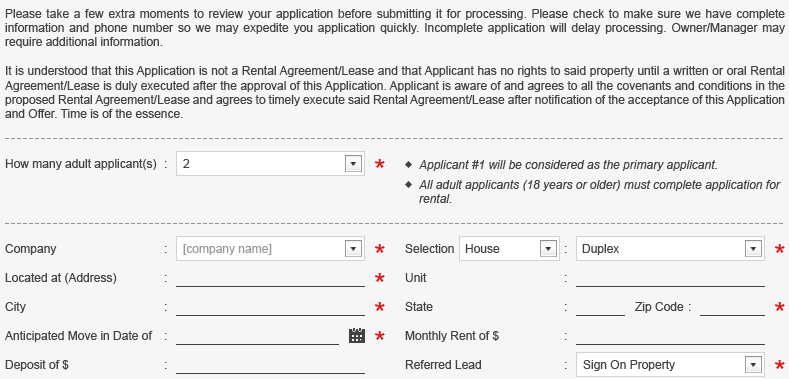 Please take a few extra moments to review your application before submitting it for processing. Please check to make sure we have complete
information and phone number so we may expedite you application quickly. Incomplete application will delay processing. Owner/Manager may
require additional information.
It is understood that this Application is not a Rental Agreement/Lease and that Applicant has no rights to said property until a written or oral Rental
Agreement/Lease is duly executed after the approval of this Application. Applicant is aware of and agrees to all the covenants and conditions in the
proposed Rental Agreement/Lease and agrees to timely execute said Rental Agreement/Lease after notification of the acceptance of this Application
and Offer. Time is of the essence.
How many adult applicant(s) : 2 * ◆ Applicant #1 will be considered as the primary applicant.
◆ All adult applicants (18 years or older) must complete application for
rental.
Company : [company name] * Selection House : Duplex *
Located at (Address) : * Unit :
City : * State : Zip Code : *
Anticipated Move in Date of : * Monthly Rent of $ :
Deposit of $ : Referred Lead : Sign On Property *